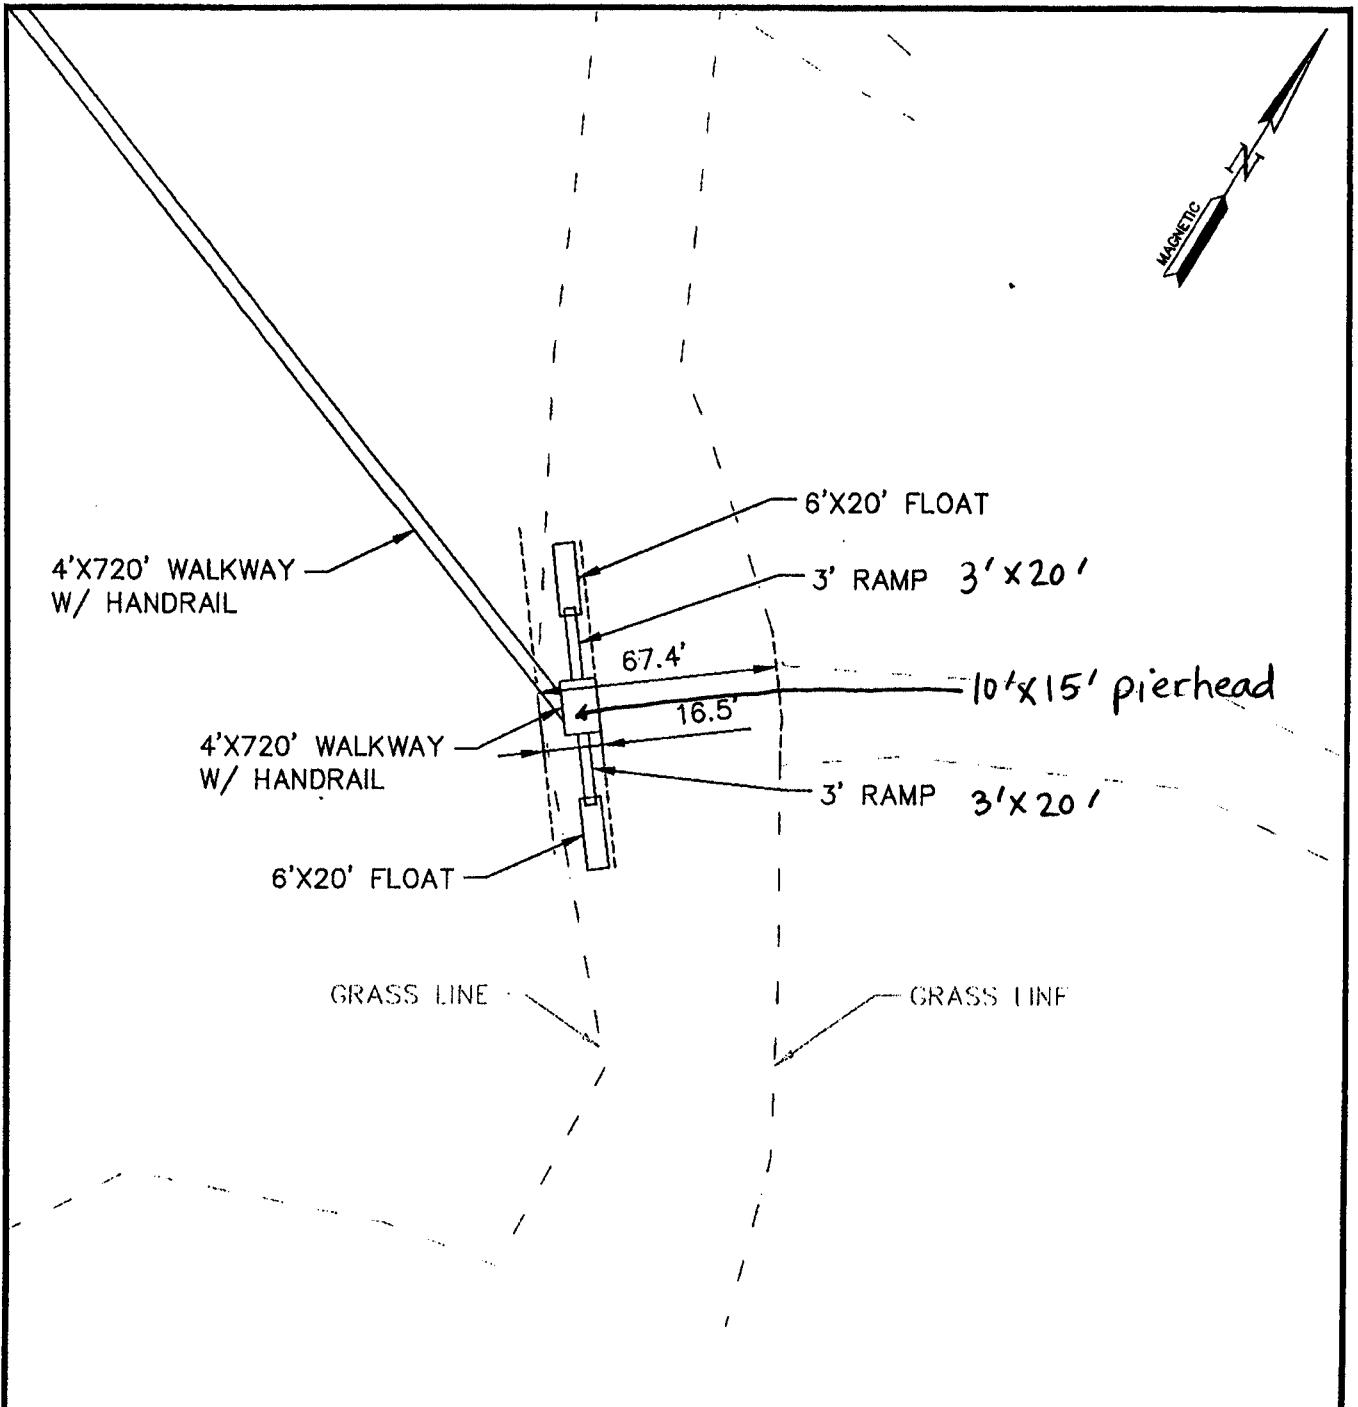 MAGNETIC
N
6'X20' FLOAT
3' RAMP 3'X20'
4'X720' WALKWAY
W/ HANDRAIL
67.4'
10'X15' pierhead
16.5'
4'X720' WALKWAY
W/ HANDRAIL
3' RAMP 3'X20'
6'X20' FLOAT
GRASS LINE
GRASS LINE